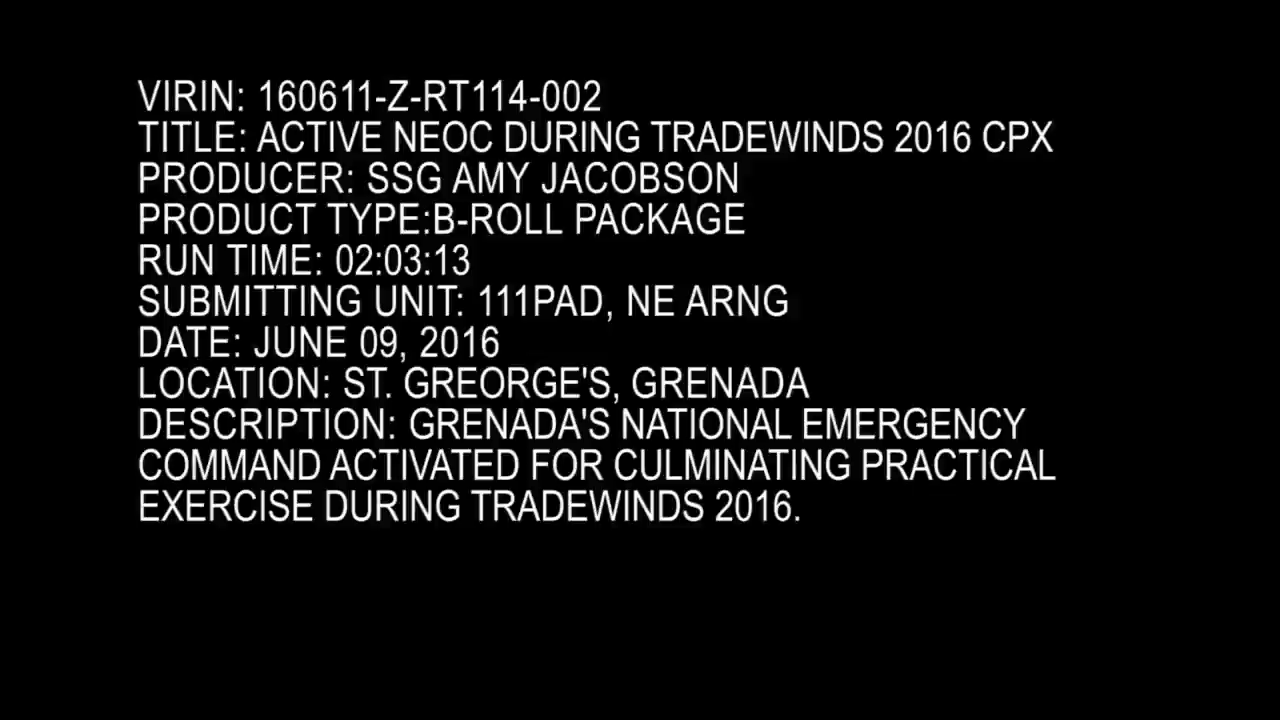 VIRIN: 160611-Z-RT114-002
TITLE: ACTIVE NEOC DURING TRADEWINDS 2016 CPX
PRODUCER: SSG AMY JACOBSON
PRODUCT TYPE:B-ROLL PACKAGE
RUN TIME: 02:03:13
SUBMITTING UNIT: 111PAD, NE ARNG
DATE: JUNE 09, 2016
LOCATION: ST. GREORGE'S, GRENADA
DESCRIPTION: GRENADA'S NATIONAL EMERGENCY
COMMAND ACTIVATED FOR CULMINATING PRACTICAL
EXERCISE DURING TRADEWINDS 2016.